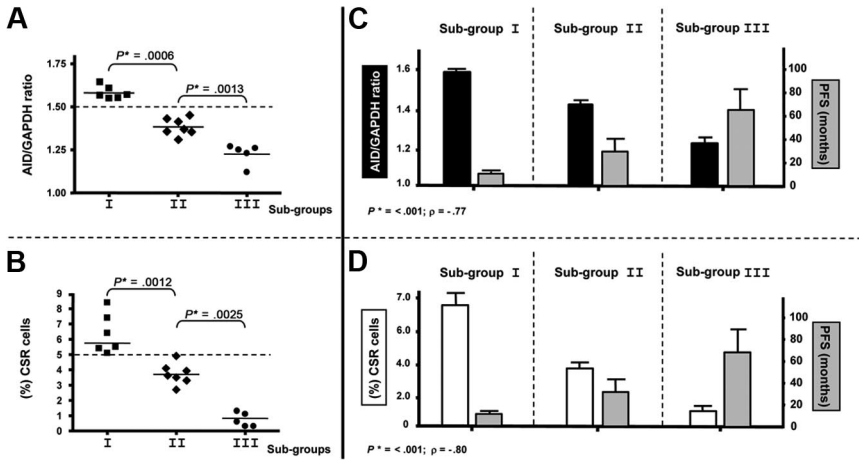 A
AID/GAPDH ratio
1.75
1.50
1.25
1.00
P* = .0006
P* = .0013
I II III
Sub-groups
B
(%) CSR cells
9
8
7
6
5
4
3
2
1
0
P* = .0012
P* = .0025
I II III
Sub-groups
C
Sub-group I Sub-group II Sub-group III
AID/GAPDH ratio
1.6
1.4
1.2
1.0
100
80
60
40
20
0
PFS (months)
P* = <.001; ρ = -.77
D
Sub-group I Sub-group II Sub-group III
(%) CSR cells
7.0
6.0
4.0
2.0
0
100
80
60
40
20
0
PFS (months)
P* = <.001; ρ = -.80